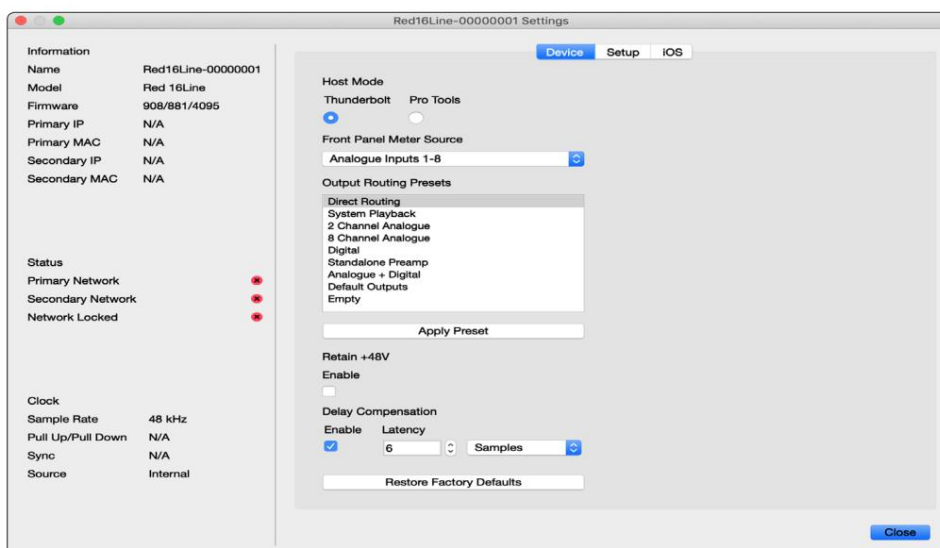 Red16Line-00000001 Settings
Information
Name Red16Line-00000001
Model Red 16Line
Firmware 908/881/4095
Primary IP N/A
Primary MAC N/A
Secondary IP N/A
Secondary MAC N/A
Status
Primary Network
Secondary Network
Network Locked
Clock
Sample Rate 48 kHz
Pull Up/Pull Down N/A
Sync N/A
Source Internal
Device Setup iOS
Host Mode
Thunderbolt Pro Tools
Front Panel Meter Source
Analogue Inputs 1-8
Output Routing Presets
Direct Routing
System Playback
2 Channel Analogue
8 Channel Analogue
Digital
Standalone Preamp
Analogue + Digital
Default Outputs
Empty
Apply Preset
Retain +48V
Enable
Delay Compensation
Enable Latency
6 Samples
Restore Factory Defaults
Close